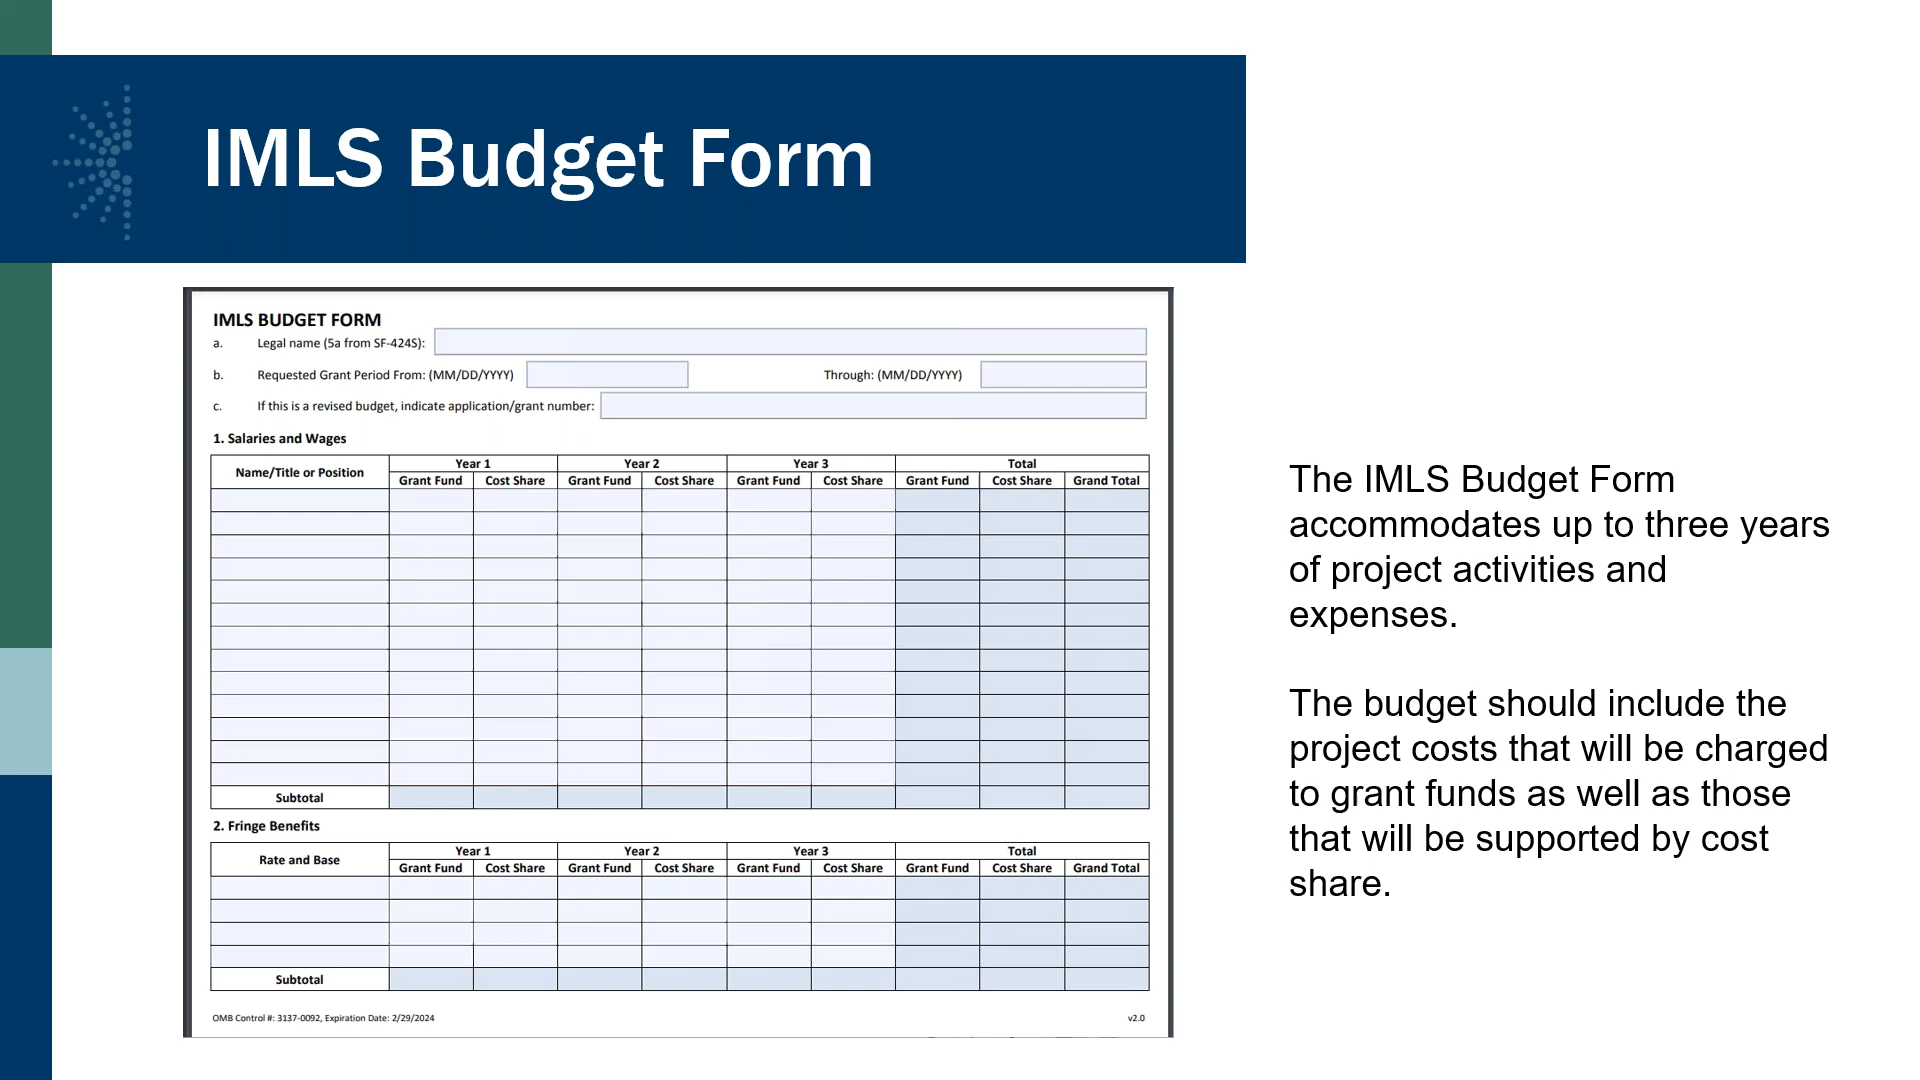 IMLS Budget Form
IMLS BUDGET FORM
a. Legal name (5a from SF-424S):
b. Requested Grant Period From: (MM/DD/YYYY) Through: (MM/DD/YYYY)
c. If this is a revised budget, indicate application/grant number:
1. Salaries and Wages
Name/Title or Position Year 1 Year 2 Year 3 Total
Grant Fund Cost Share Grant Fund Cost Share Grant Fund Cost Share Grant Fund Cost Share Grand Total
Subtotal
2. Fringe Benefits
Rate and Base Year 1 Year 2 Year 3 Total
Grant Fund Cost Share Grant Fund Cost Share Grant Fund Cost Share Grant Fund Cost Share Grand Total
Subtotal
OMB Control #: 3137-0092, Expiration Date: 2/29/2024 v2.0
The IMLS Budget Form
accommodates up to three years
of project activities and
expenses.
The budget should include the
project costs that will be charged
to grant funds as well as those
that will be supported by cost
share.